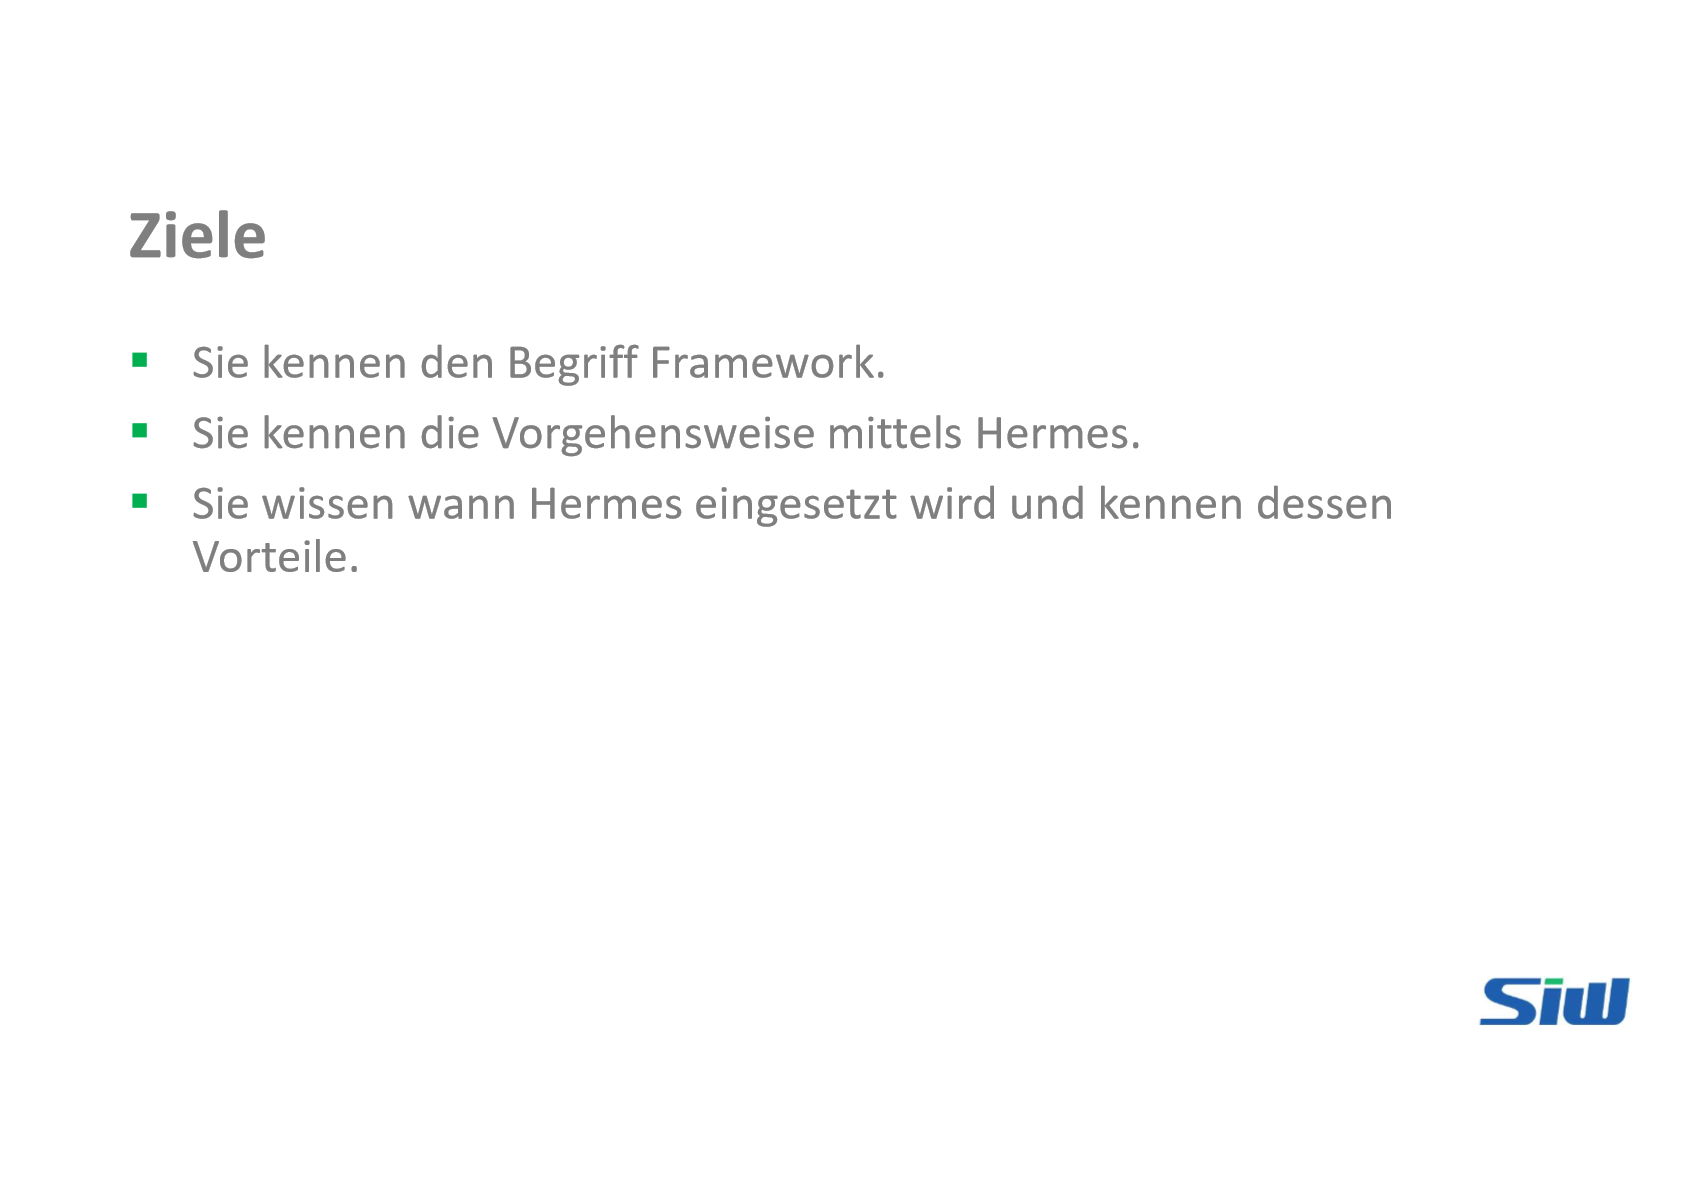 Ziele
▪ Sie kennen den Begriff Framework.
▪ Sie kennen die Vorgehensweise mittels Hermes.
▪ Sie wissen wann Hermes eingesetzt wird und kennen dessen
Vorteile.
Siw